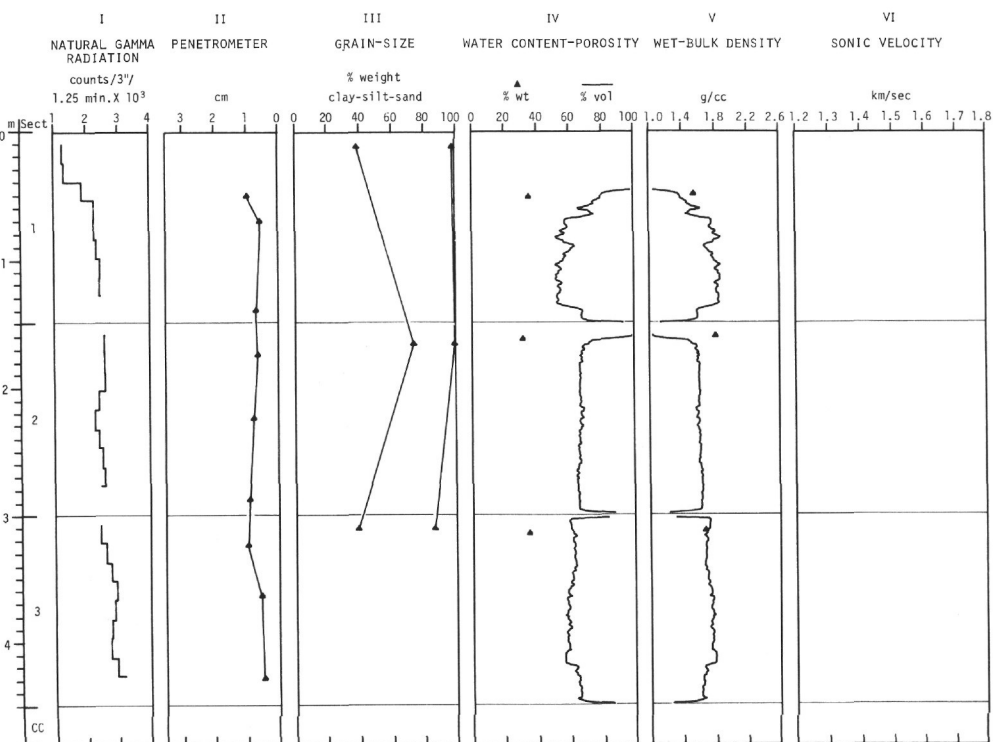 I II III IV V VI
NATURAL GAMMA PENETROMETER GRAIN-SIZE WATER CONTENT-POROSITY WET-BULK DENSITY SONIC VELOCITY
RADIATION
counts/3"/ % weight
1.25 min.X 10³ cm clay-silt-sand % wt % vol g/cc km/sec
m Sect 1 2 3 4 3 2 1 0 0 20 40 60 80 100 0 20 40 60 80 100 1.0 1.4 1.8 2.2 2.6 1.2 1.3 1.4 1.5 1.6 1.7 1.8
0
1
1
2
2
3
3
4
CC